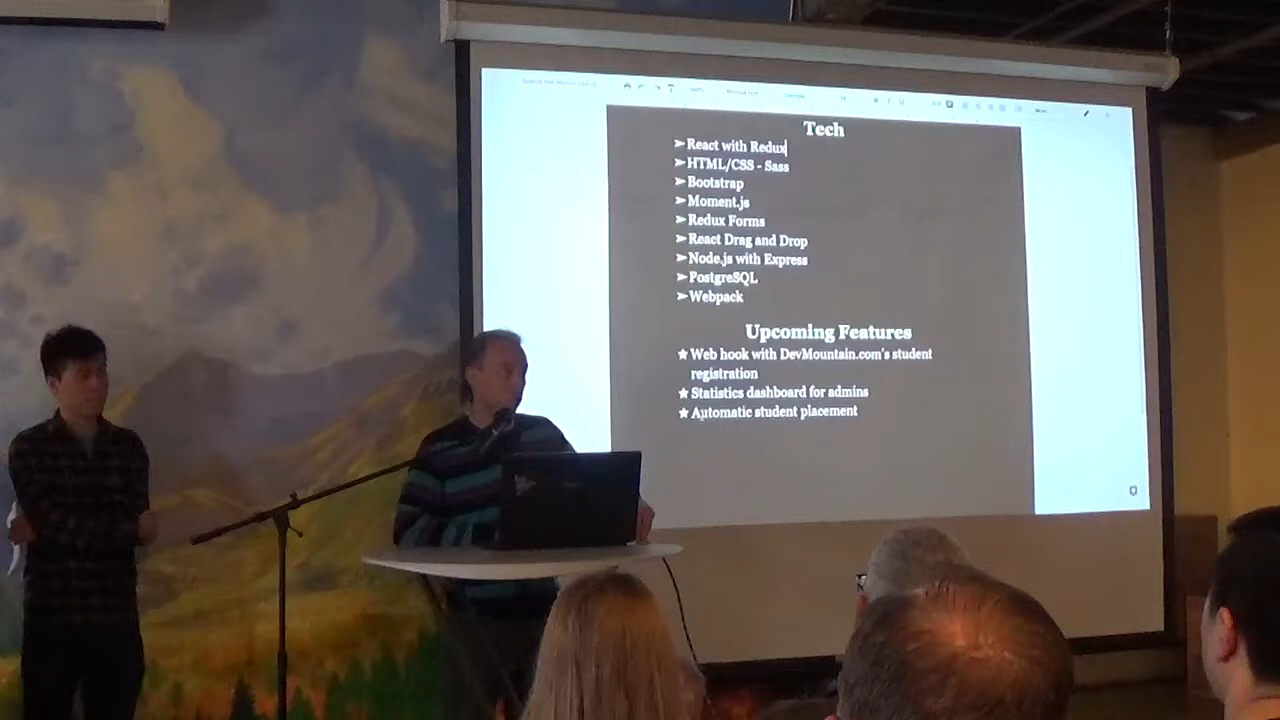 Tech
➢React with Redux
➢HTML/CSS - Sass
➢Bootstrap
➢Moment.js
➢Redux Forms
➢React Drag and Drop
➢Node.js with Express
➢PostgreSQL
➢Webpack
Upcoming Features
★Web hook with DevMountain.com's student
registration
★Statistics dashboard for admins
★Automatic student placement